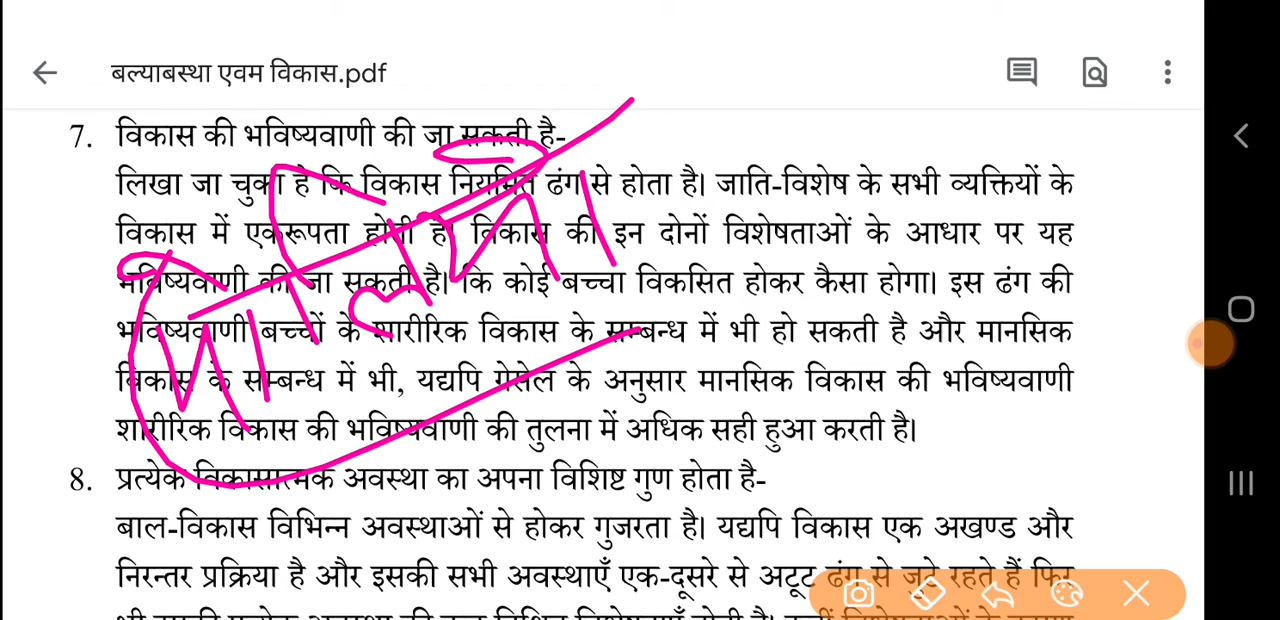 बल्याबस्था एवम विकास.pdf
7. विकास की भविष्यवाणी की जा सकती है-
लिखा जा चुका है कि विकास नियमित ढंग से होता है। जाति-विशेष के सभी व्यक्तियों के
विकास में एकरूपता होती है। विकास की इन दोनों विशेषताओं के आधार पर यह
भविष्यवाणी की जा सकती है। कि कोई बच्चा विकसित होकर कैसा होगा। इस ढंग की
भविष्यवाणी बच्चों के शारीरिक विकास के सम्बन्ध में भी हो सकती है और मानसिक
विकास के सम्बन्ध में भी, यद्यपि गेसेल के अनुसार मानसिक विकास की भविष्यवाणी
शारीरिक विकास की भविष्यवाणी की तुलना में अधिक सही हुआ करती है।
8. प्रत्येक विकासात्मक अवस्था का अपना विशिष्ट गुण होता है-
बाल-विकास विभिन्न अवस्थाओं से होकर गुजरता है। यद्यपि विकास एक अखण्ड और
निरन्तर प्रक्रिया है और इसकी सभी अवस्थाएँ एक-दूसरे से अटूट ढंग से जुटे रहते हैं फिर